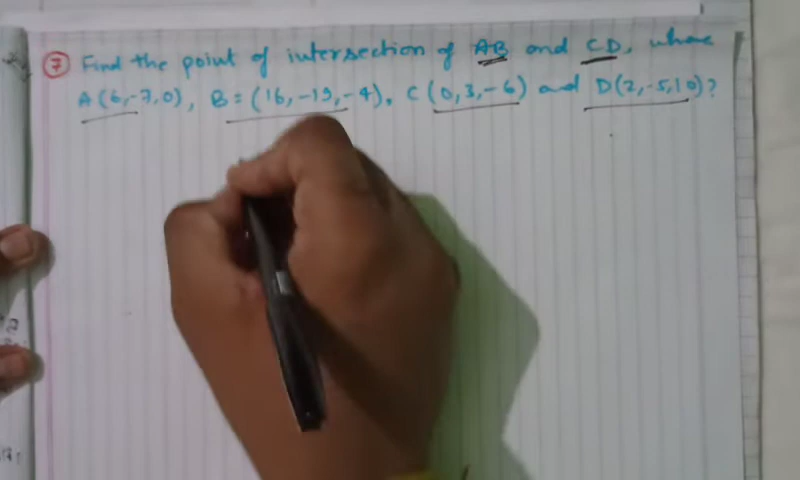 7 Find the point of intersection of AB and CD, where
A(6,-7,0), B=(16,-19,-4), C(0,3,-6) and D(2,-5,10)?